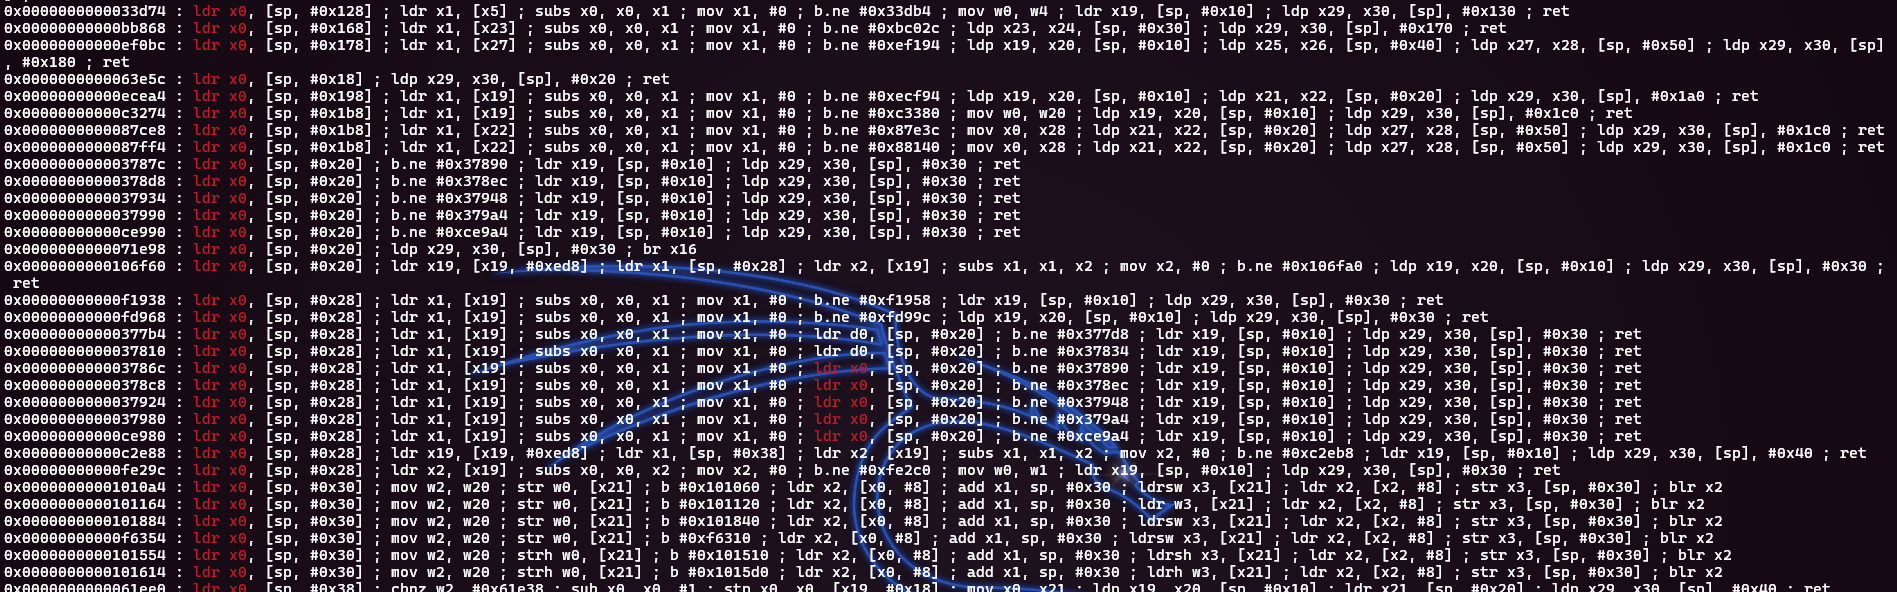 0x0000000000033d74 : ldr x0, [sp, #0x128] ; ldr x1, [x5] ; subs x0, x0, x1 ; mov x1, #0 ; b.ne #0x33db4 ; mov w0, w4 ; ldr x19, [sp, #0x10] ; ldp x29, x30, [sp], #0x130 ; ret
0x00000000000bb868 : ldr x0, [sp, #0x168] ; ldr x1, [x23] ; subs x0, x0, x1 ; mov x1, #0 ; b.ne #0xbc02c ; ldp x23, x24, [sp, #0x30] ; ldp x29, x30, [sp], #0x170 ; ret
0x00000000000ef0bc : ldr x0, [sp, #0x178] ; ldr x1, [x27] ; subs x0, x0, x1 ; mov x1, #0 ; b.ne #0xef194 ; ldp x19, x20, [sp, #0x10] ; ldp x25, x26, [sp, #0x40] ; ldp x27, x28, [sp, #0x50] ; ldp x29, x30, [sp]
, #0x180 ; ret
0x0000000000063e5c : ldr x0, [sp, #0x18] ; ldp x29, x30, [sp], #0x20 ; ret
0x00000000000ecea4 : ldr x0, [sp, #0x198] ; ldr x1, [x19] ; subs x0, x0, x1 ; mov x1, #0 ; b.ne #0xecf94 ; ldp x19, x20, [sp, #0x10] ; ldp x21, x22, [sp, #0x20] ; ldp x29, x30, [sp], #0x1a0 ; ret
0x00000000000c3274 : ldr x0, [sp, #0x1b8] ; ldr x1, [x19] ; subs x0, x0, x1 ; mov x1, #0 ; b.ne #0xc3380 ; mov w0, w20 ; ldp x19, x20, [sp, #0x10] ; ldp x29, x30, [sp], #0x1c0 ; ret
0x0000000000087ce8 : ldr x0, [sp, #0x1b8] ; ldr x1, [x22] ; subs x0, x0, x1 ; mov x1, #0 ; b.ne #0x87e3c ; mov x0, x28 ; ldp x21, x22, [sp, #0x20] ; ldp x27, x28, [sp, #0x50] ; ldp x29, x30, [sp], #0x1c0 ; ret
0x0000000000087ff4 : ldr x0, [sp, #0x1b8] ; ldr x1, [x22] ; subs x0, x0, x1 ; mov x1, #0 ; b.ne #0x88140 ; mov x0, x28 ; ldp x21, x22, [sp, #0x20] ; ldp x27, x28, [sp, #0x50] ; ldp x29, x30, [sp], #0x1c0 ; ret
0x000000000003787c : ldr x0, [sp, #0x20] ; b.ne #0x37890 ; ldr x19, [sp, #0x10] ; ldp x29, x30, [sp], #0x30 ; ret
0x00000000000378d8 : ldr x0, [sp, #0x20] ; b.ne #0x378ec ; ldr x19, [sp, #0x10] ; ldp x29, x30, [sp], #0x30 ; ret
0x0000000000037934 : ldr x0, [sp, #0x20] ; b.ne #0x37948 ; ldr x19, [sp, #0x10] ; ldp x29, x30, [sp], #0x30 ; ret
0x0000000000037990 : ldr x0, [sp, #0x20] ; b.ne #0x379a4 ; ldr x19, [sp, #0x10] ; ldp x29, x30, [sp], #0x30 ; ret
0x00000000000ce990 : ldr x0, [sp, #0x20] ; b.ne #0xce9a4 ; ldr x19, [sp, #0x10] ; ldp x29, x30, [sp], #0x30 ; ret
0x0000000000071e98 : ldr x0, [sp, #0x20] ; ldp x29, x30, [sp], #0x30 ; br x16
0x0000000000106f60 : ldr x0, [sp, #0x20] ; ldr x19, [x19, #0xed8] ; ldr x1, [sp, #0x28] ; ldr x2, [x19] ; subs x1, x1, x2 ; mov x2, #0 ; b.ne #0x106fa0 ; ldp x19, x20, [sp, #0x10] ; ldp x29, x30, [sp], #0x30 ;
ret
0x00000000000f1938 : ldr x0, [sp, #0x28] ; ldr x1, [x19] ; subs x0, x0, x1 ; mov x1, #0 ; b.ne #0xf1958 ; ldr x19, [sp, #0x10] ; ldp x29, x30, [sp], #0x30 ; ret
0x00000000000fd968 : ldr x0, [sp, #0x28] ; ldr x1, [x19] ; subs x0, x0, x1 ; mov x1, #0 ; b.ne #0xfd99c ; ldp x19, x20, [sp, #0x10] ; ldp x29, x30, [sp], #0x30 ; ret
0x00000000000377b4 : ldr x0, [sp, #0x28] ; ldr x1, [x19] ; subs x0, x0, x1 ; mov x1, #0 ; ldr d0, [sp, #0x20] ; b.ne #0x377d8 ; ldr x19, [sp, #0x10] ; ldp x29, x30, [sp], #0x30 ; ret
0x0000000000037810 : ldr x0, [sp, #0x28] ; ldr x1, [x19] ; subs x0, x0, x1 ; mov x1, #0 ; ldr d0, [sp, #0x20] ; b.ne #0x37834 ; ldr x19, [sp, #0x10] ; ldp x29, x30, [sp], #0x30 ; ret
0x000000000003786c : ldr x0, [sp, #0x28] ; ldr x1, [x19] ; subs x0, x0, x1 ; mov x1, #0 ; ldr x0, [sp, #0x20] ; b.ne #0x37890 ; ldr x19, [sp, #0x10] ; ldp x29, x30, [sp], #0x30 ; ret
0x00000000000378c8 : ldr x0, [sp, #0x28] ; ldr x1, [x19] ; subs x0, x0, x1 ; mov x1, #0 ; ldr x0, [sp, #0x20] ; b.ne #0x378ec ; ldr x19, [sp, #0x10] ; ldp x29, x30, [sp], #0x30 ; ret
0x0000000000037924 : ldr x0, [sp, #0x28] ; ldr x1, [x19] ; subs x0, x0, x1 ; mov x1, #0 ; ldr x0, [sp, #0x20] ; b.ne #0x37948 ; ldr x19, [sp, #0x10] ; ldp x29, x30, [sp], #0x30 ; ret
0x0000000000037980 : ldr x0, [sp, #0x28] ; ldr x1, [x19] ; subs x0, x0, x1 ; mov x1, #0 ; ldr x0, [sp, #0x20] ; b.ne #0x379a4 ; ldr x19, [sp, #0x10] ; ldp x29, x30, [sp], #0x30 ; ret
0x00000000000ce980 : ldr x0, [sp, #0x28] ; ldr x1, [x19] ; subs x0, x0, x1 ; mov x1, #0 ; ldr x0, [sp, #0x20] ; b.ne #0xce9a4 ; ldr x19, [sp, #0x10] ; ldp x29, x30, [sp], #0x30 ; ret
0x00000000000c2e88 : ldr x0, [sp, #0x28] ; ldr x19, [x19, #0xed8] ; ldr x1, [sp, #0x38] ; ldr x2, [x19] ; subs x1, x1, x2 ; mov x2, #0 ; b.ne #0xc2eb8 ; ldr x19, [sp, #0x10] ; ldp x29, x30, [sp], #0x40 ; ret
0x00000000000fe29c : ldr x0, [sp, #0x28] ; ldr x2, [x19] ; subs x0, x0, x2 ; mov x2, #0 ; b.ne #0xfe2c0 ; mov w0, w1 ; ldr x19, [sp, #0x10] ; ldp x29, x30, [sp], #0x30 ; ret
0x00000000001010a4 : ldr x0, [sp, #0x30] ; mov w2, w20 ; str w0, [x21] ; b #0x101060 ; ldr x2, [x0, #8] ; add x1, sp, #0x30 ; ldrsw x3, [x21] ; ldr x2, [x2, #8] ; str x3, [sp, #0x30] ; blr x2
0x0000000000101164 : ldr x0, [sp, #0x30] ; mov w2, w20 ; str w0, [x21] ; b #0x101120 ; ldr x2, [x0, #8] ; add x1, sp, #0x30 ; ldr w3, [x21] ; ldr x2, [x2, #8] ; str x3, [sp, #0x30] ; blr x2
0x0000000000101884 : ldr x0, [sp, #0x30] ; mov w2, w20 ; str w0, [x21] ; b #0x101840 ; ldr x2, [x0, #8] ; add x1, sp, #0x30 ; ldrsw x3, [x21] ; ldr x2, [x2, #8] ; str x3, [sp, #0x30] ; blr x2
0x00000000000f6354 : ldr x0, [sp, #0x30] ; mov w2, w20 ; str w0, [x21] ; b #0xf6310 ; ldr x2, [x0, #8] ; add x1, sp, #0x30 ; ldrsw x3, [x21] ; ldr x2, [x2, #8] ; str x3, [sp, #0x30] ; blr x2
0x0000000000101554 : ldr x0, [sp, #0x30] ; mov w2, w20 ; strh w0, [x21] ; b #0x101510 ; ldr x2, [x0, #8] ; add x1, sp, #0x30 ; ldrsh x3, [x21] ; ldr x2, [x2, #8] ; str x3, [sp, #0x30] ; blr x2
0x0000000000101614 : ldr x0, [sp, #0x30] ; mov w2, w20 ; strh w0, [x21] ; b #0x1015d0 ; ldr x2, [x0, #8] ; add x1, sp, #0x30 ; ldrh w3, [x21] ; ldr x2, [x2, #8] ; str x3, [sp, #0x30] ; blr x2
0x0000000000061ee0 : ldr x0, [sp, #0x38] ; cbnz w2, #0x61e38 ; sub x0, x0, #1 ; stp x0, x0, [x19, #0x18] ; mov x0, x21 ; ldp x19, x20, [sp, #0x10] ; ldr x21, [sp, #0x20] ; ldp x29, x30, [sp], #0x40 ; ret